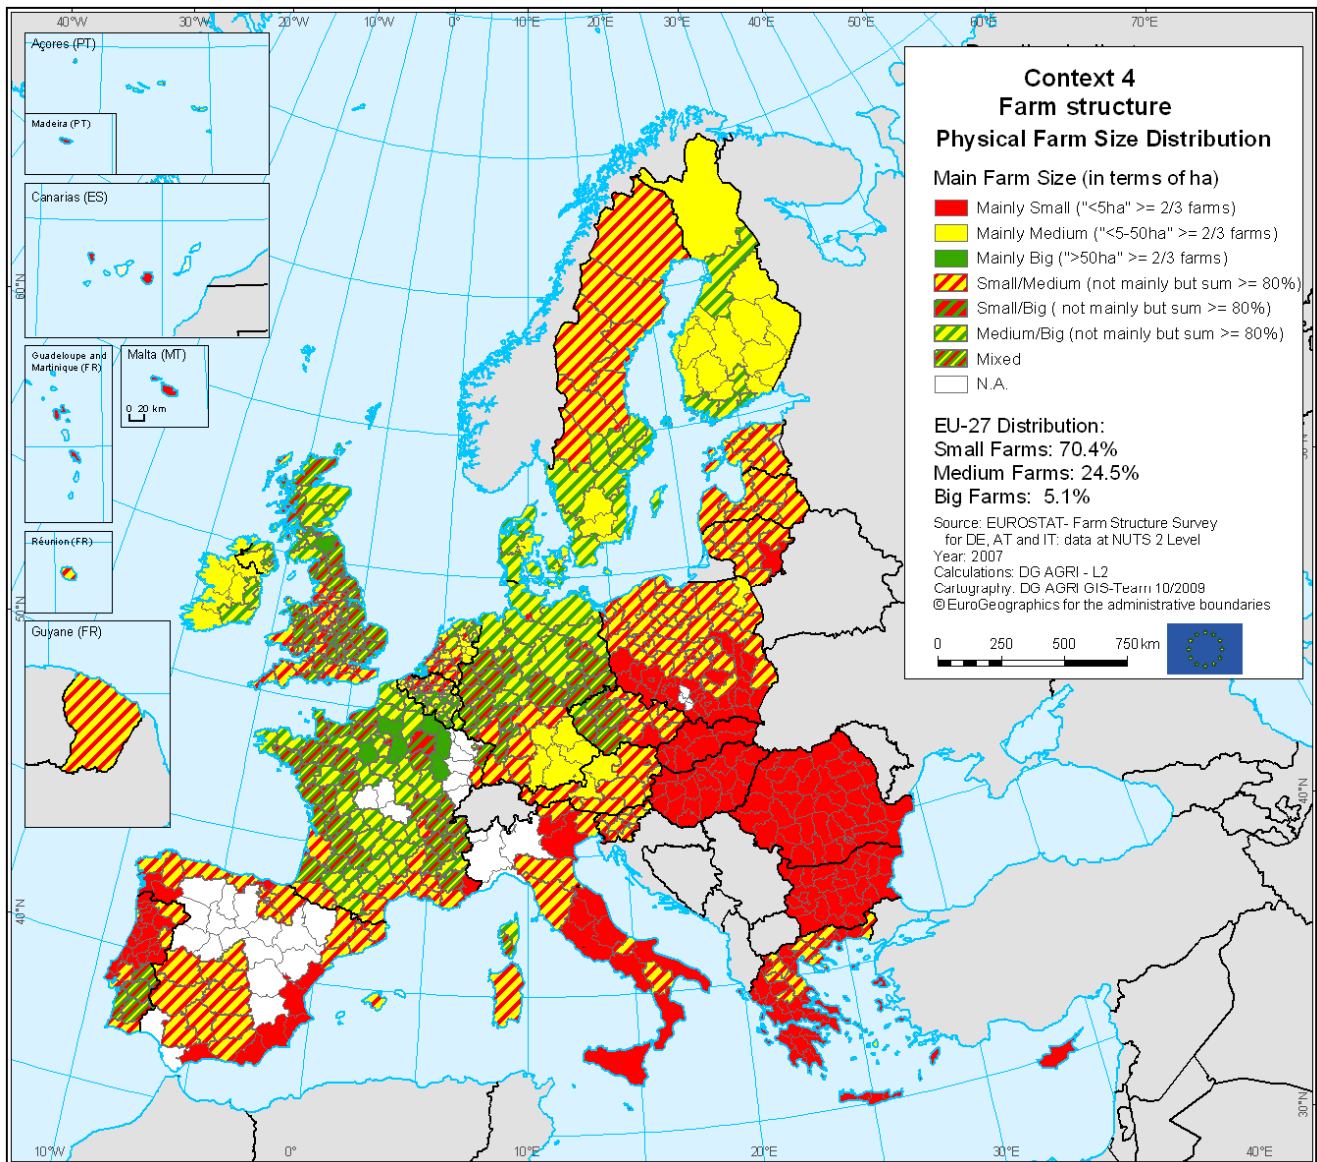 40°W
30°W
20°W
10°W
0°
10°E
20°E
30°E
40°E
50°E
60°E
70°E
Açores (PT)
Madeira (PT)
Canarias (ES)
Guadeloupe and
Martinique (FR)
Malta (MT)
0 20 km
Réunion (FR)
Guyane (FR)
Context 4
Farm structure
Physical Farm Size Distribution
Main Farm Size (in terms of ha)
Mainly Small ("<5ha" >= 2/3 farms)
Mainly Medium ("<5-50ha" >= 2/3 farms)
Mainly Big (">50ha" >= 2/3 farms)
Small/Medium (not mainly but sum >= 80%)
Small/Big ( not mainly but sum >= 80%)
Medium/Big (not mainly but sum >= 80%)
Mixed
N.A.
EU-27 Distribution:
Small Farms: 70.4%
Medium Farms: 24.5%
Big Farms: 5.1%
Source: EUROSTAT- Farm Structure Survey
for DE, AT and IT: data at NUTS 2 Level
Year: 2007
Calculations: DG AGRI - L2
Cartography: DG AGRI GIS-Team 10/2009
© EuroGeographics for the administrative boundaries
0 250 500 750 km
60°N
50°N
40°N
40°N
30°N
10°W
0°
10°E
20°E
30°E
40°E